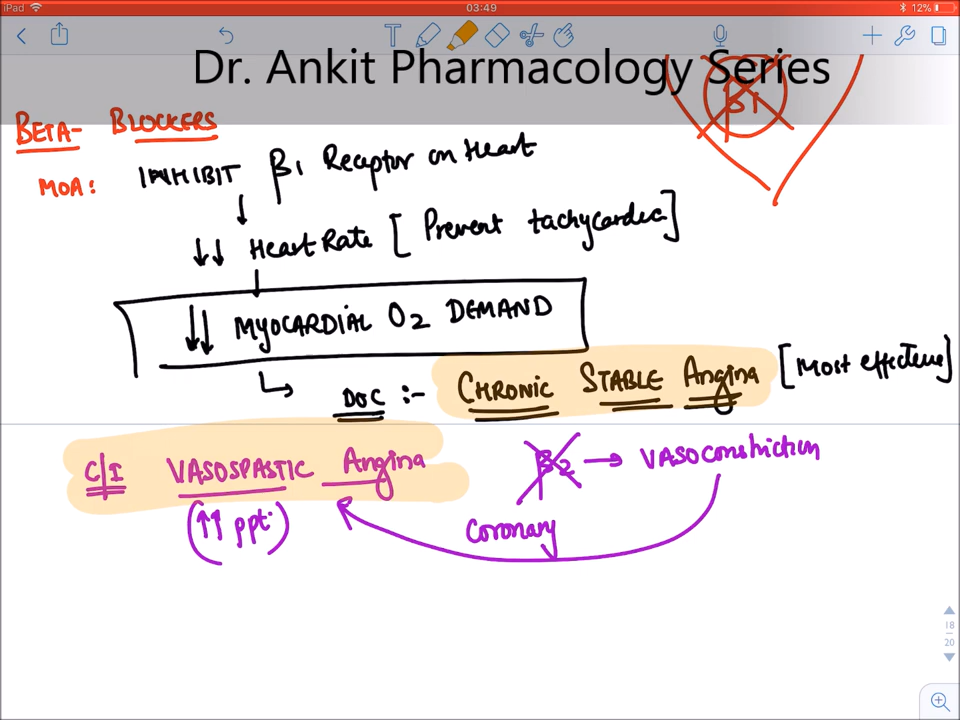 iPad 03:49 12%
Dr. Ankit Pharmacology Series
β1
BETA- BLOCKERS
MOA: INHIBIT β1 Receptor on Heart
↓
↓↓ Heart Rate [Prevent tachycardea]
↓↓ MYOCARDIAL O2 DEMAND
↳ DOC :- CHRONIC STABLE Angina [Most effective]
C/I VASOSPASTIC Angina β2 → VASOconstriction
(↑↑ ppt:) Coronary
18
20